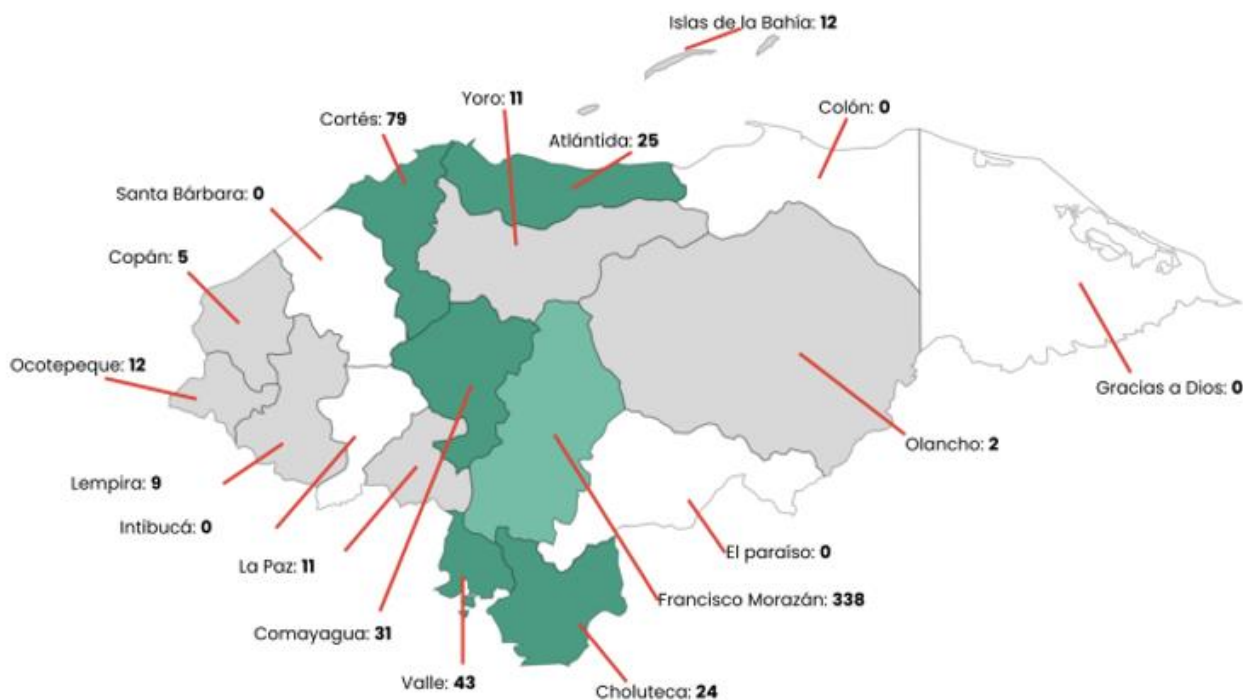 Islas de la Bahía: 12
Yoro: 11
Colón: 0
Cortés: 79
Atlántida: 25
Santa Bárbara: 0
Copán: 5
Ocotepeque: 12
Gracias a Dios: 0
Olancho: 2
Lempira: 9
Intibucá: 0
La Paz: 11
El paraíso: 0
Francisco Morazán: 338
Comayagua: 31
Valle: 43
Choluteca: 24